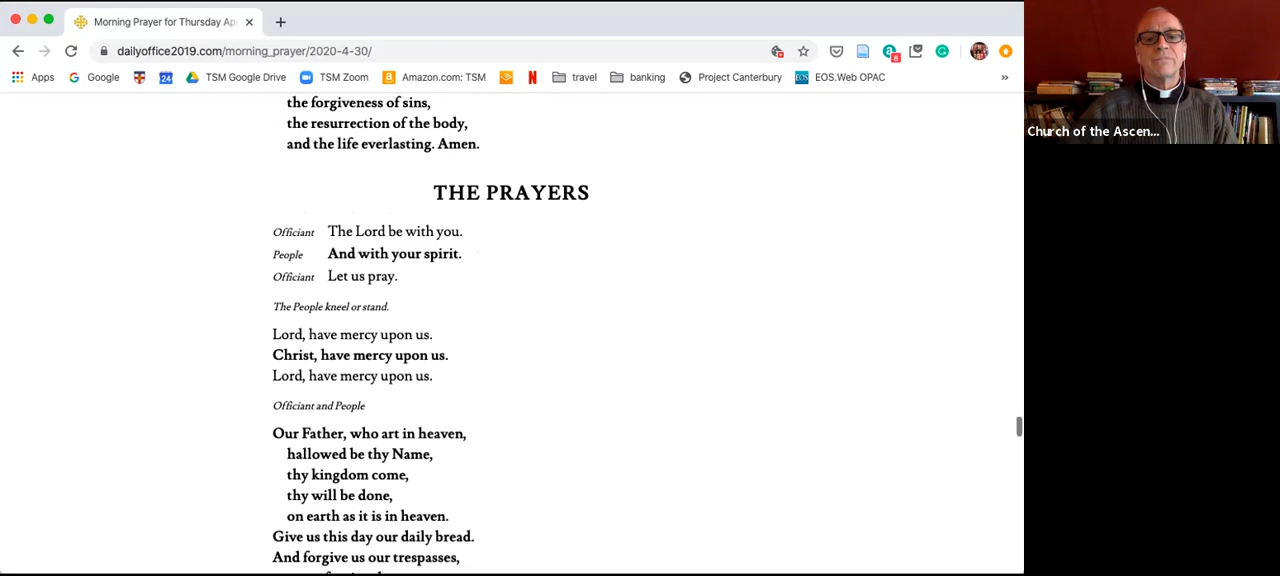 Morning Prayer for Thursday Ap
dailyoffice2019.com/morning_prayer/2020-4-30/
Apps
Google
24
TSM Google Drive
TSM Zoom
Amazon.com: TSM
N
travel
banking
Project Canterbury
EOS
EOS.Web OPAC
»
the forgiveness of sins,
the resurrection of the body,
and the life everlasting. Amen.
THE PRAYERS
Officiant The Lord be with you.
People And with your spirit.
Officiant Let us pray.
The People kneel or stand.
Lord, have mercy upon us.
Christ, have mercy upon us.
Lord, have mercy upon us.
Officiant and People
Our Father, who art in heaven,
hallowed be thy Name,
thy kingdom come,
thy will be done,
on earth as it is in heaven.
Give us this day our daily bread.
And forgive us our trespasses,
Church of the Ascen...